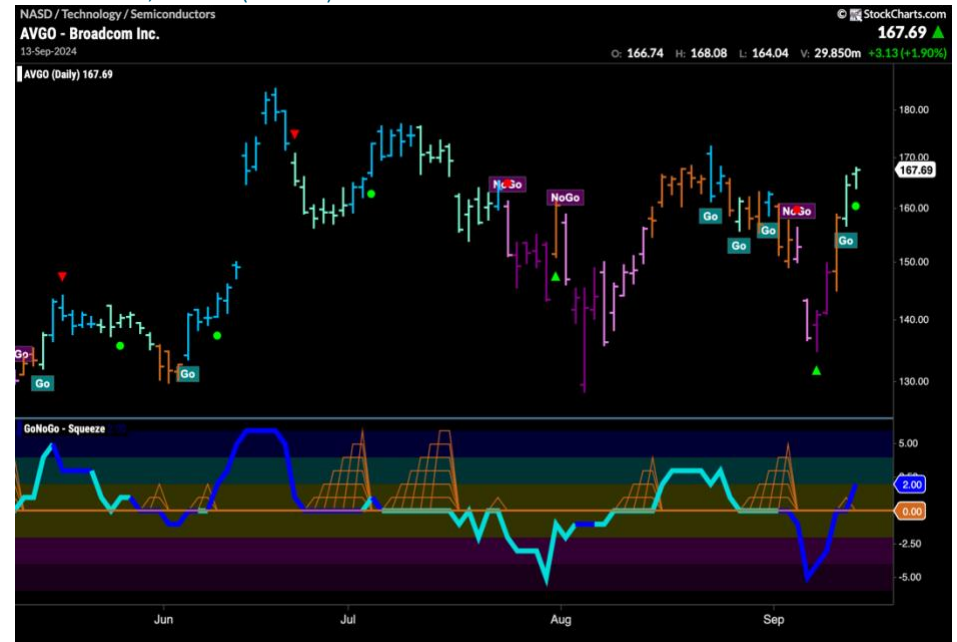 NASD / Technology / Semiconductors
© StockCharts.com
AVGO - Broadcom Inc.
167.69
13-Sep-2024
O: 166.74 H: 168.08 L: 164.04 V: 29.850m +3.13 (+1.90%)
AVGO (Daily) 167.69
180.00
170.00
167.69
NoGo
NoGo
160.00
NoGo
Go
Go
Go
Go
150.00
140.00
Go
Go
Go
130.00
GoNoGo - Squeeze
5.00
2.00
0.00
-2.50
-5.00
Jun
Jul
Aug
Sep